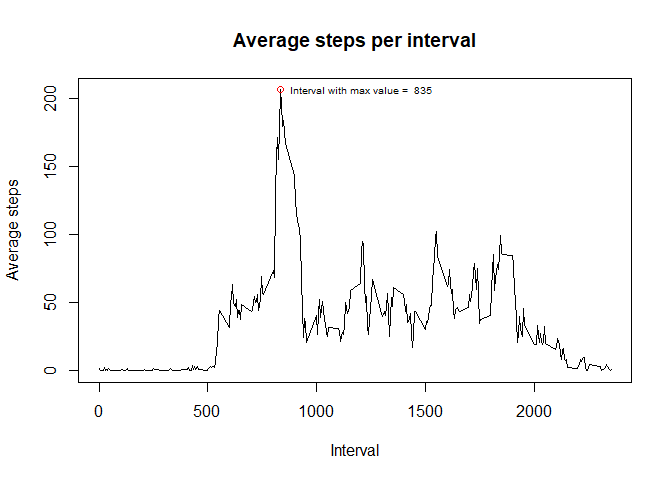 Average steps per interval
Interval with max value =  835
Average steps
200
150
100
50
0
0 500 1000 1500 2000
Interval